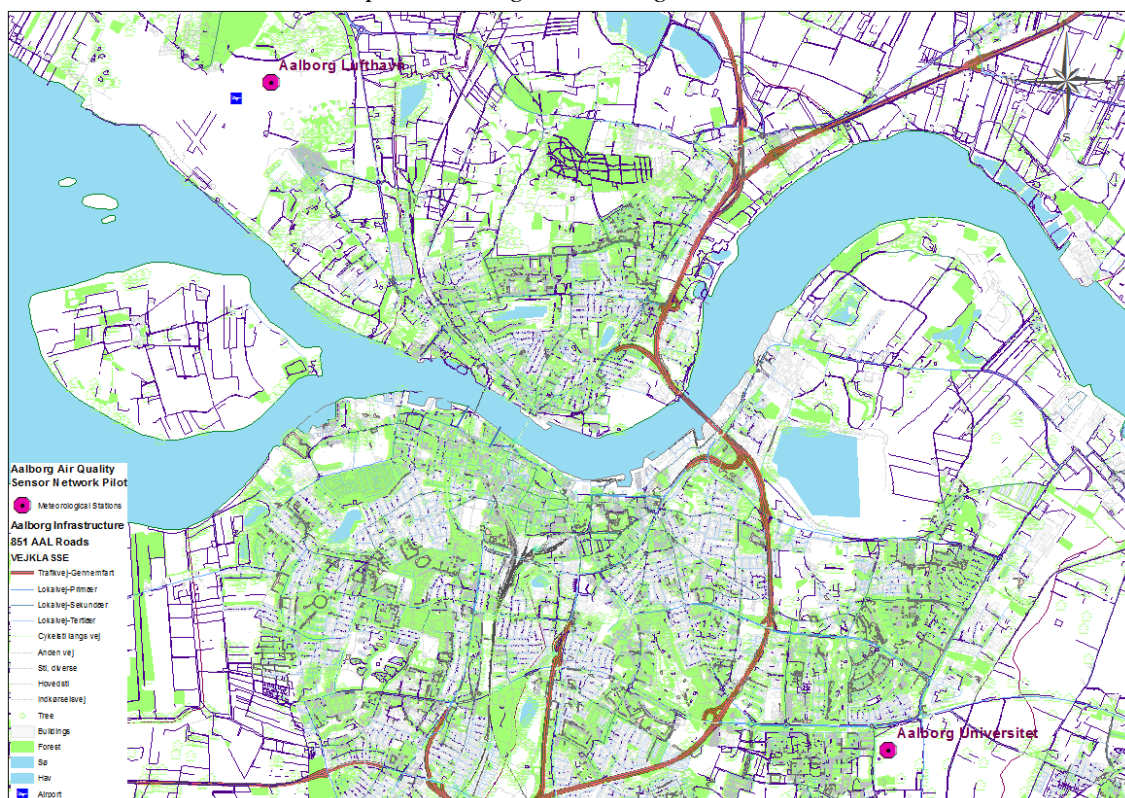 Aalborg Lufthavn
S
Aalborg Air Quality
Sensor Network Pilot
Meteorological Stations
Aalborg Infrastructure
851 AAL Roads
VEJKLASSE
Trafikvej-Gennemfart
Lokalvej-Primær
Lokalvej-Sekundær
Lokalvej-Tertiær
Cykelsti langs vej
Anden vej
Sti, diverse
Hovedsti
Indkørselsvej
Tree
Buildings
Forest
Sø
Hav
Airport
Aalborg Universitet